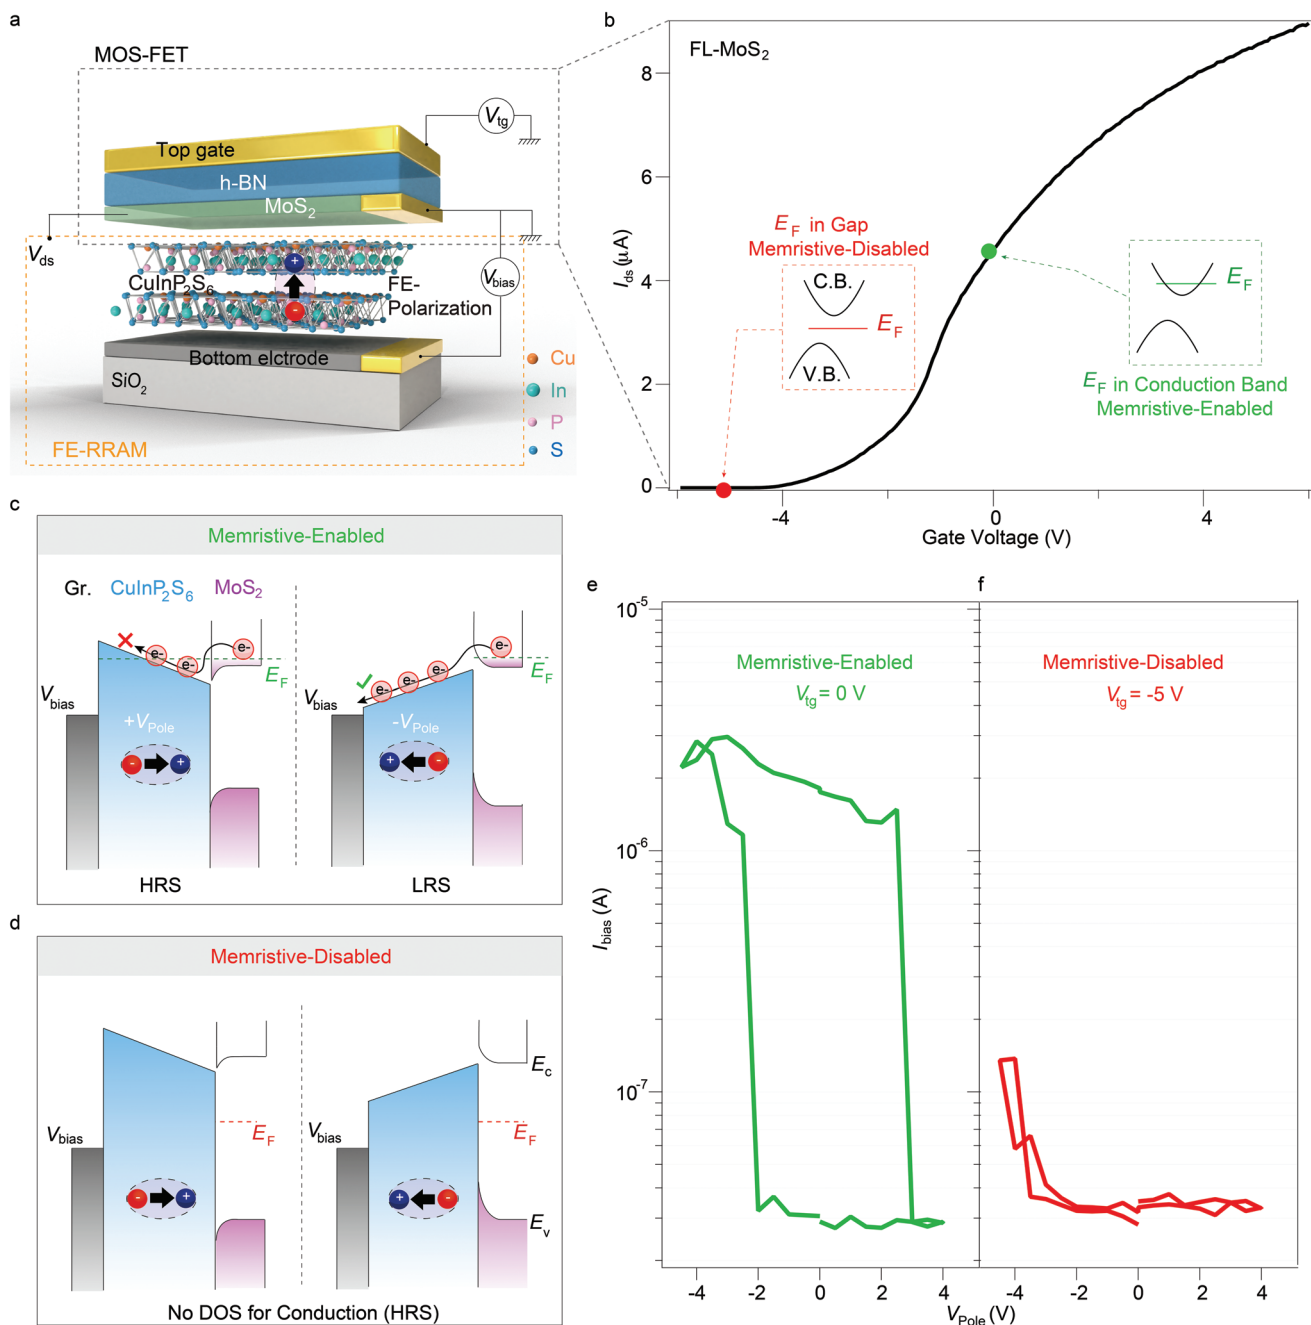 a
MOS-FET
V_tg
Top gate
h-BN
MoS₂
V_ds
CuInP₂S₆
FE-
Polarization
V_bias
Bottom elctrode
SiO₂
Cu
In
P
S
FE-RRAM
b
FL-MoS₂
8
6
4
2
0
I_ds (μA)
E_F in Gap
Memristive-Disabled
C.B.
E_F
V.B.
E_F
E_F in Conduction Band
Memristive-Enabled
-4
0
4
Gate Voltage (V)
c
Memristive-Enabled
Gr.
CuInP₂S₆
MoS₂
e-
e-
e-
E_F
V_bias
+V_Pole
-
+
HRS
e-
e-
e-
e-
E_F
V_bias
-V_Pole
+
-
LRS
d
Memristive-Disabled
V_bias
E_F
-
+
V_bias
E_c
E_F
E_v
+
-
No DOS for Conduction (HRS)
e
10⁻⁵
10⁻⁶
10⁻⁷
I_bias (A)
Memristive-Enabled
V_tg = 0 V
-4
-2
0
2
4
f
Memristive-Disabled
V_tg = -5 V
-4
-2
0
2
4
V_Pole (V)